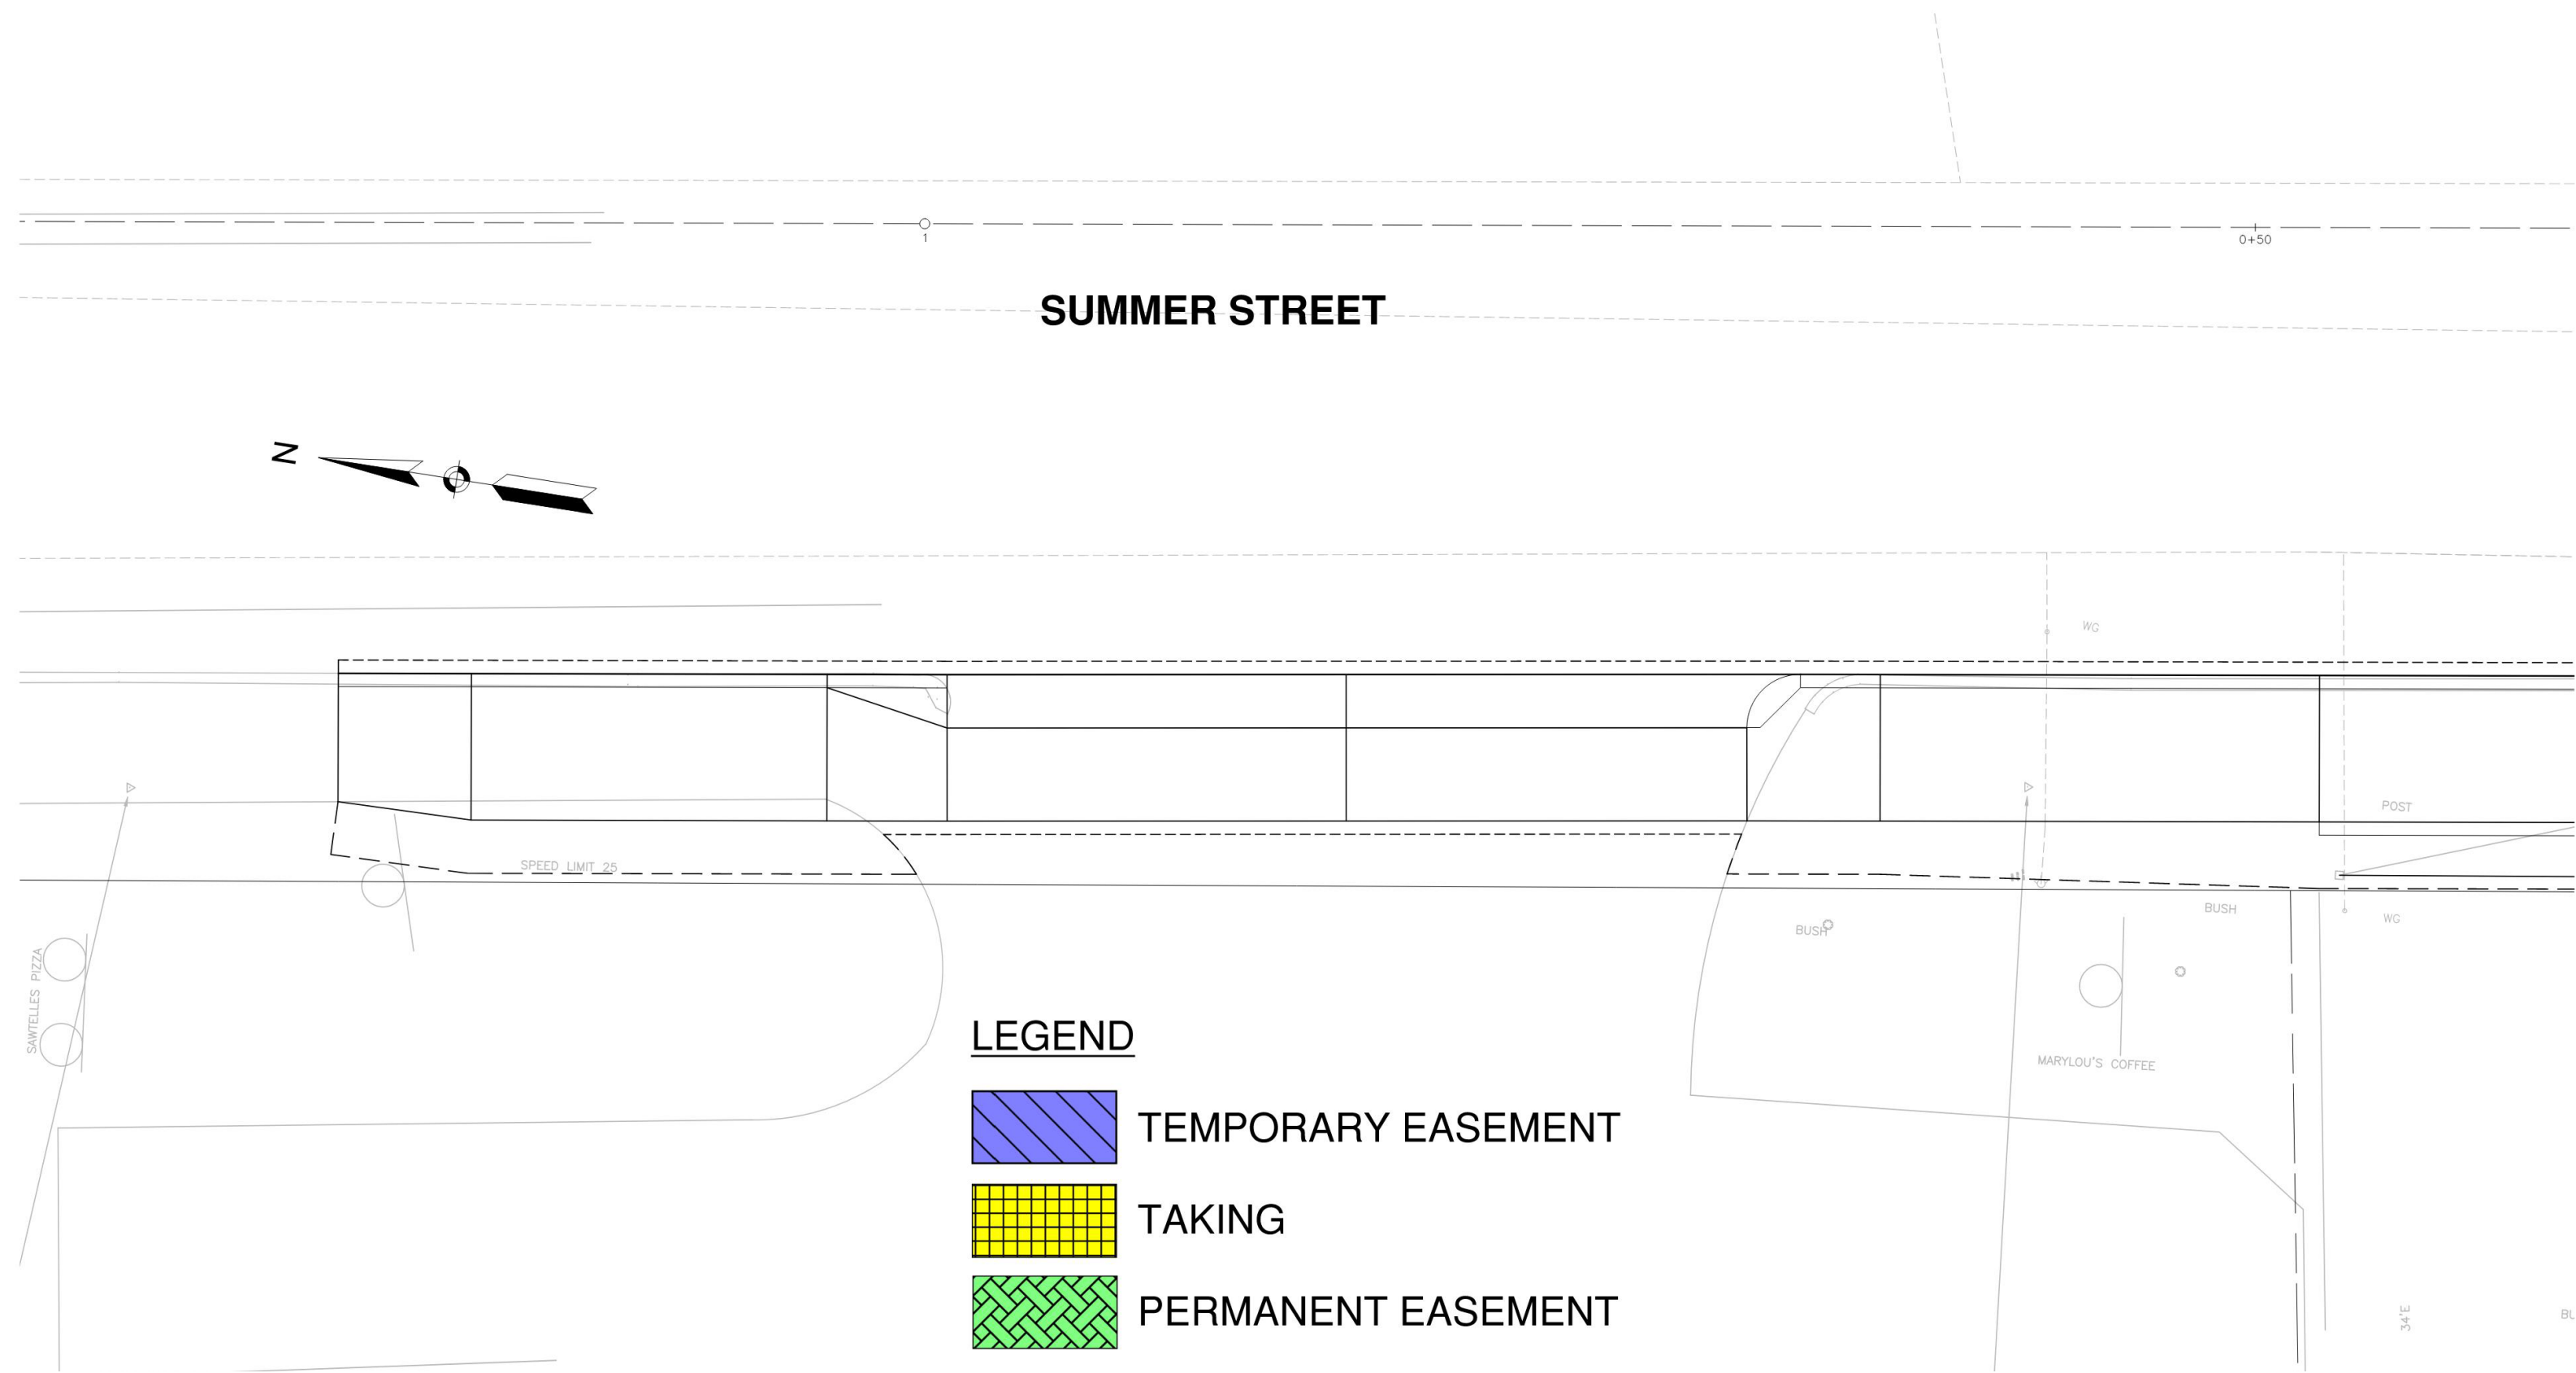 1
0+50
SUMMER STREET
N
WG
POST
SPEED LIMIT 25
BUSH
BUSH
WG
SAWTELLES PIZZA
MARYLOU'S COFFEE
LEGEND
TEMPORARY EASEMENT
TAKING
PERMANENT EASEMENT
34'E
BL